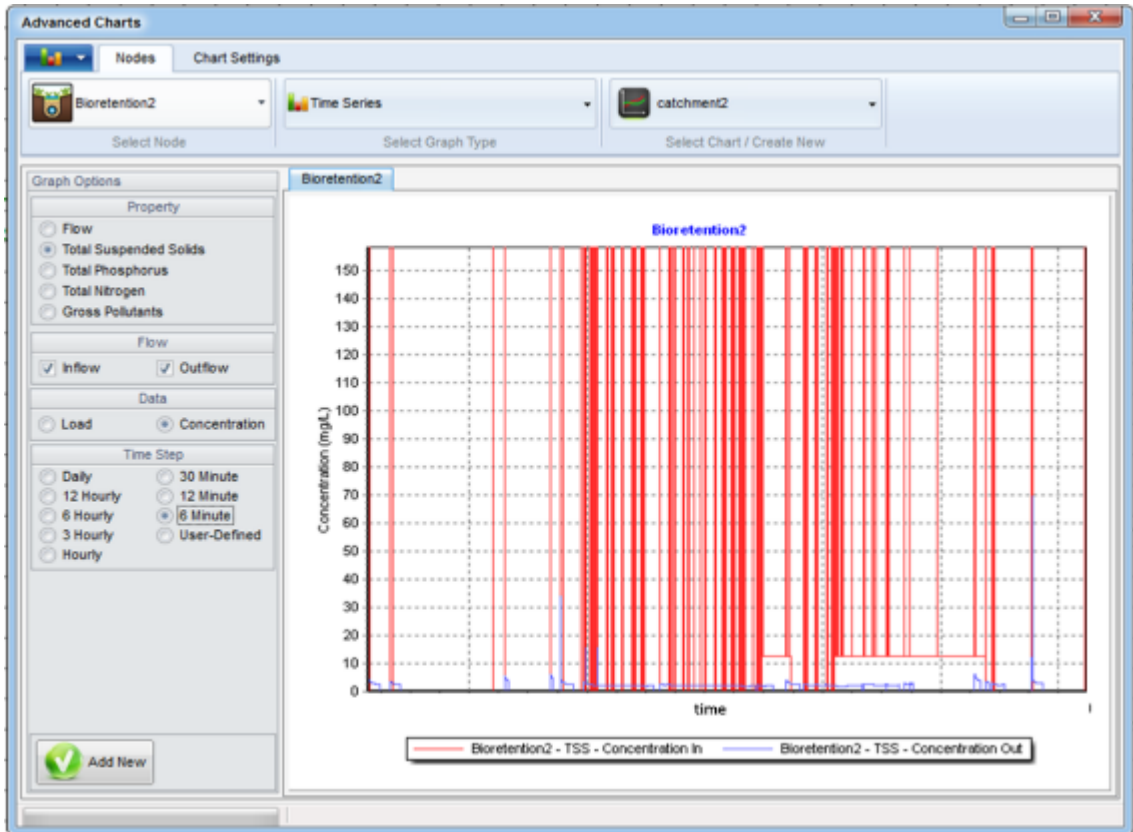 Advanced Charts
Nodes Chart Settings
Bioretention2 Time Series catchment2
Select Node Select Graph Type Select Chart / Create New
Graph Options
Property
Flow
Total Suspended Solids
Total Phosphorus
Total Nitrogen
Gross Pollutants
Flow
Inflow Outflow
Data
Load Concentration
Time Step
Daily 30 Minute
12 Hourly 12 Minute
6 Hourly 6 Minute
3 Hourly User-Defined
Hourly
Add New
Bioretention2
Bioretention2
Concentration (mg/L)
150
140
130
120
110
100
90
80
70
60
50
40
30
20
10
0
time
Bioretention2 - TSS - Concentration In Bioretention2 - TSS - Concentration Out